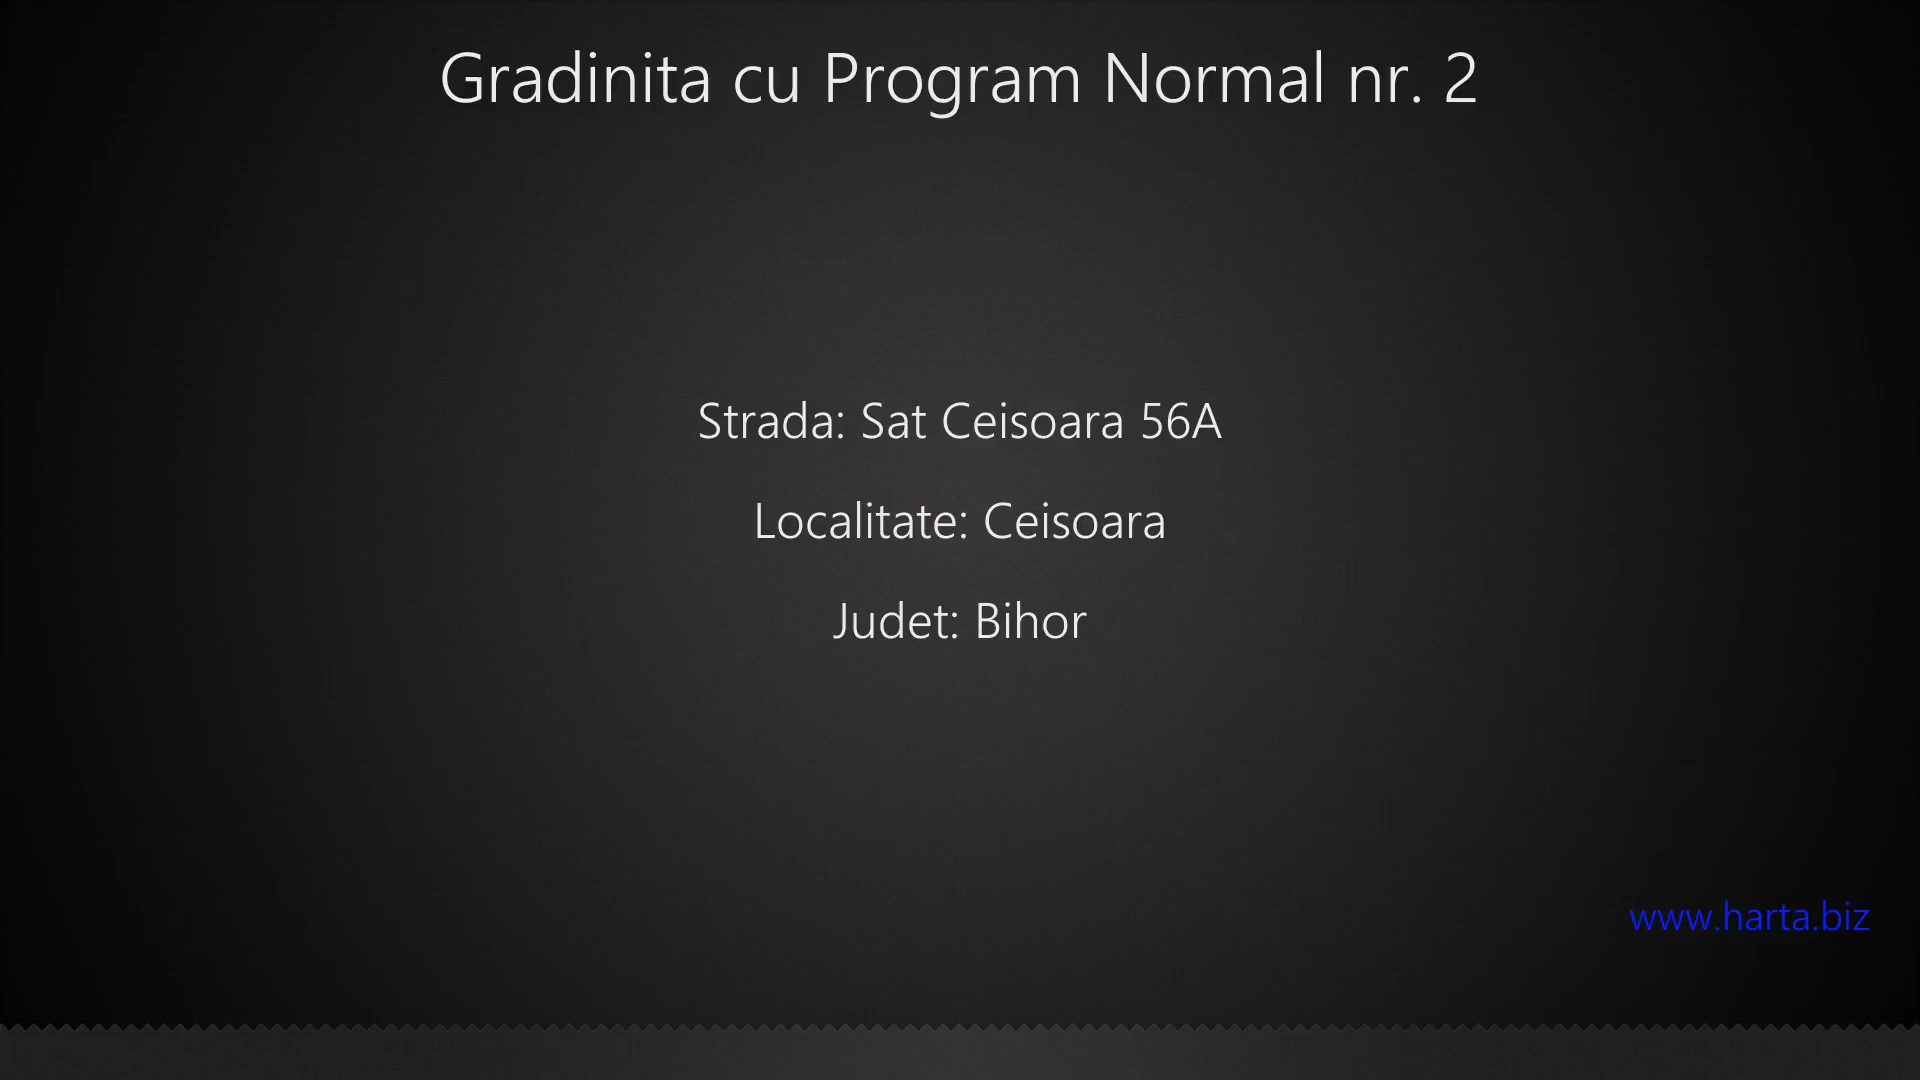 Gradinita cu Program Normal nr. 2
Strada: Sat Ceisoara 56A
Localitate: Ceisoara
Judet: Bihor
www.harta.biz